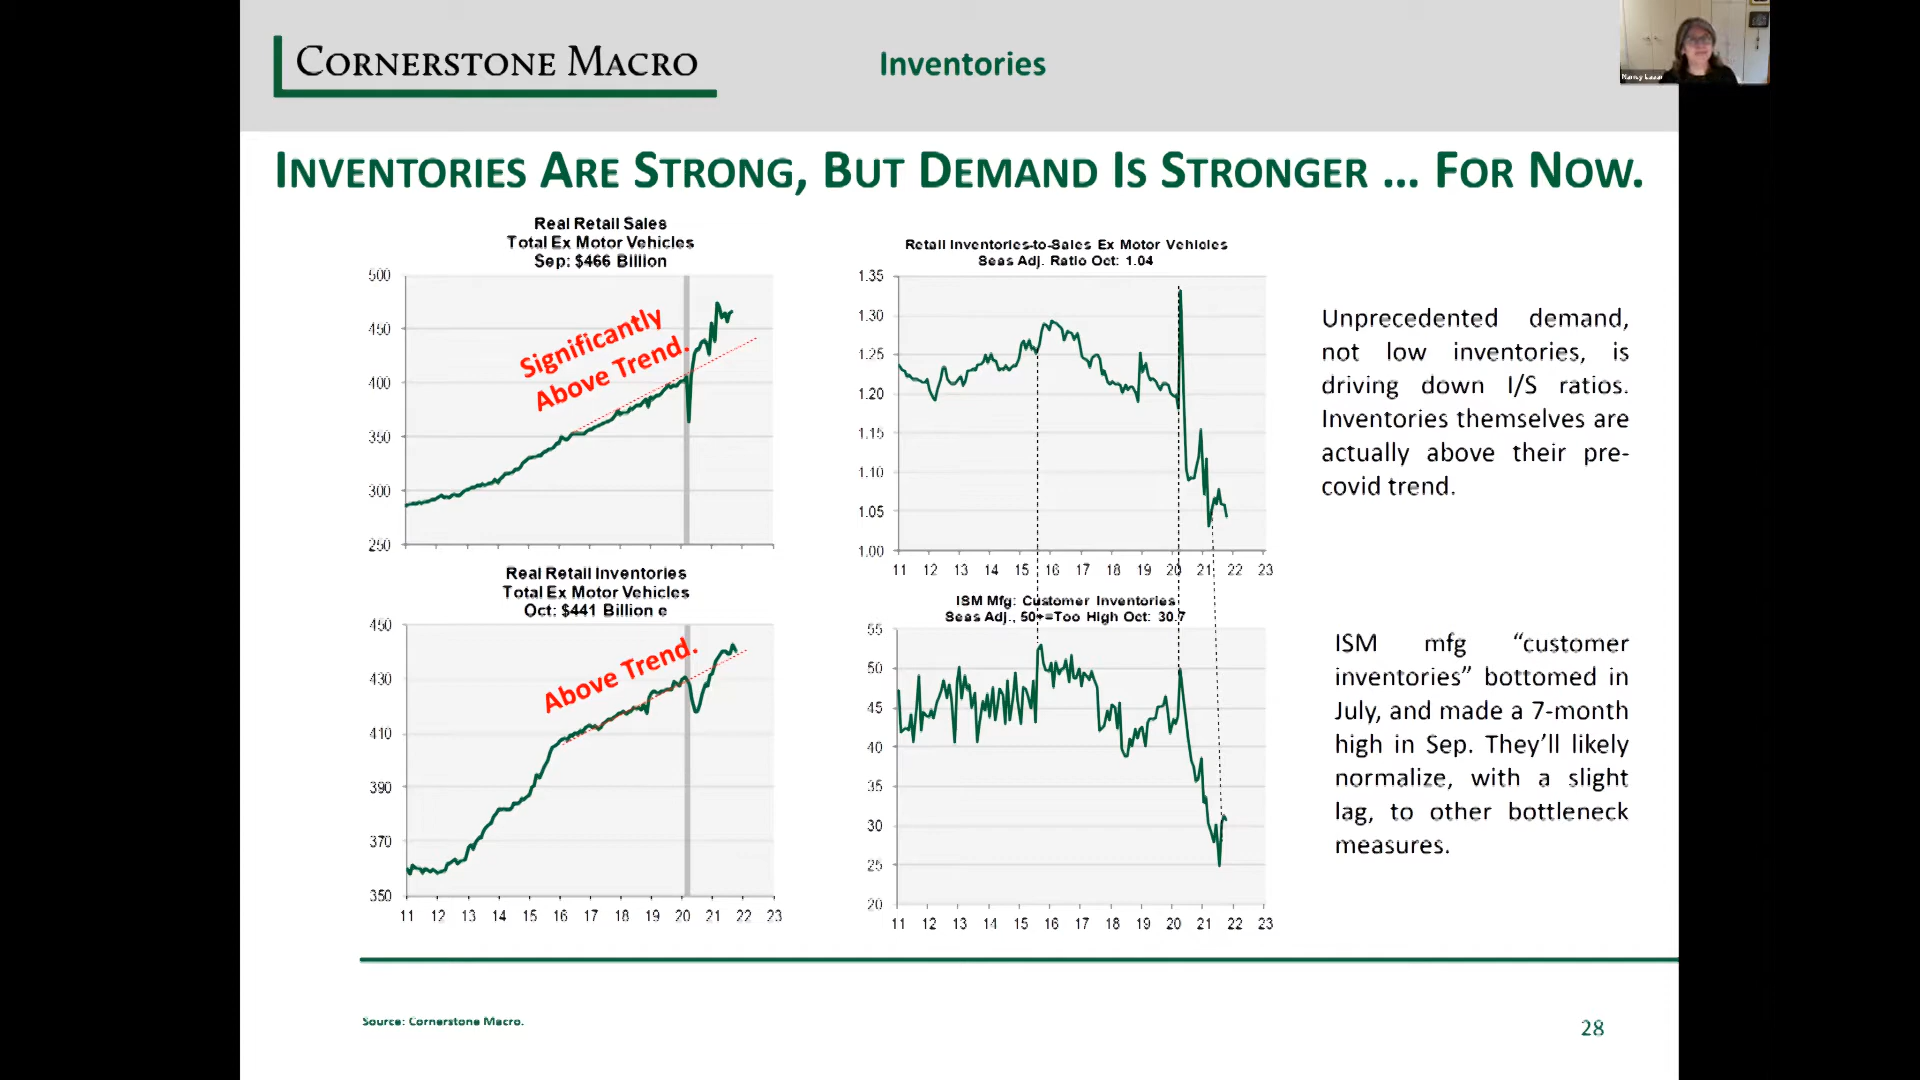 CORNERSTONE MACRO
Inventories
Nancy Lazar
INVENTORIES ARE STRONG, BUT DEMAND IS STRONGER ... FOR NOW.
Real Retail Sales
Total Ex Motor Vehicles
Sep: $466 Billion
500
450
400
350
300
250
Significantly
Above Trend.
Real Retail Inventories
Total Ex Motor Vehicles
Oct: $441 Billion e
450
430
410
390
370
350
Above Trend.
11 12 13 14 15 16 17 18 19 20 21 22 23
Retail Inventories-to-Sales Ex Motor Vehicles
Seas Adj. Ratio Oct: 1.04
1.35
1.30
1.25
1.20
1.15
1.10
1.05
1.00
11 12 13 14 15 16 17 18 19 20 21 22 23
ISM Mfg: Customer Inventories
Seas Adj., 50+=Too High Oct: 30.7
55
50
45
40
35
30
25
20
11 12 13 14 15 16 17 18 19 20 21 22 23
Unprecedented demand,
not low inventories, is
driving down I/S ratios.
Inventories themselves are
actually above their pre-
covid trend.
ISM mfg “customer
inventories” bottomed in
July, and made a 7-month
high in Sep. They’ll likely
normalize, with a slight
lag, to other bottleneck
measures.
Source: Cornerstone Macro.
28